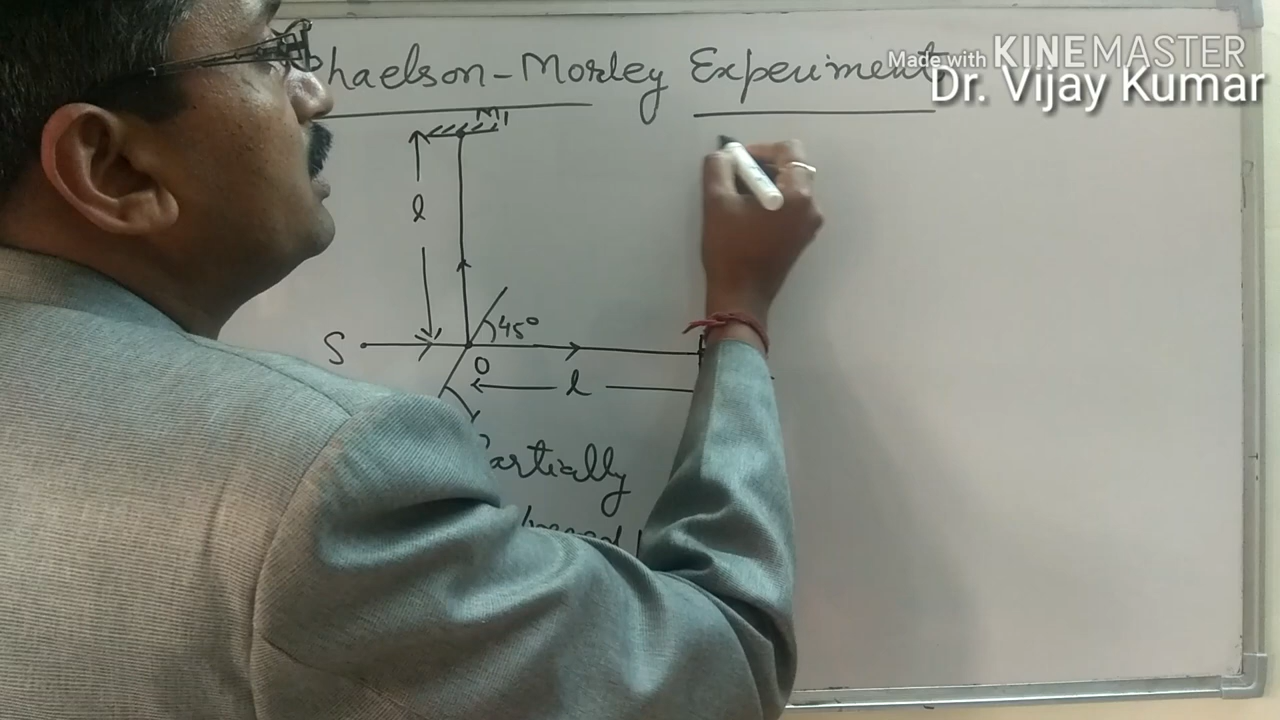 haelson-Morley Experiment
Made with KINEMASTER
Dr. Vijay Kumar
M1
l
45°
S
O
l
Partially